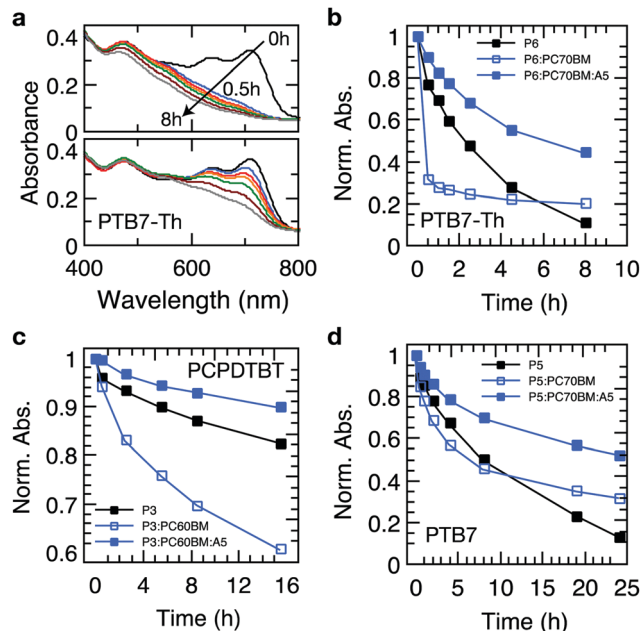 a
0.4
0.2
0
0.4
0.2
0
0h
0.5h
8h
PTB7-Th
Absorbance
400
600
800
Wavelength (nm)
b
1
0.8
0.6
0.4
0.2
0
P6
P6:PC70BM
P6:PC70BM:A5
PTB7-Th
Norm. Abs.
0 2 4 6 8 10
Time (h)
c
1
0.9
0.8
0.7
0.6
PCPDTBT
P3
P3:PC60BM
P3:PC60BM:A5
Norm. Abs.
0 4 8 12 16
Time (h)
d
1
0.8
0.6
0.4
0.2
0
P5
P5:PC70BM
P5:PC70BM:A5
PTB7
Norm. Abs.
0 5 10 15 20 25
Time (h)